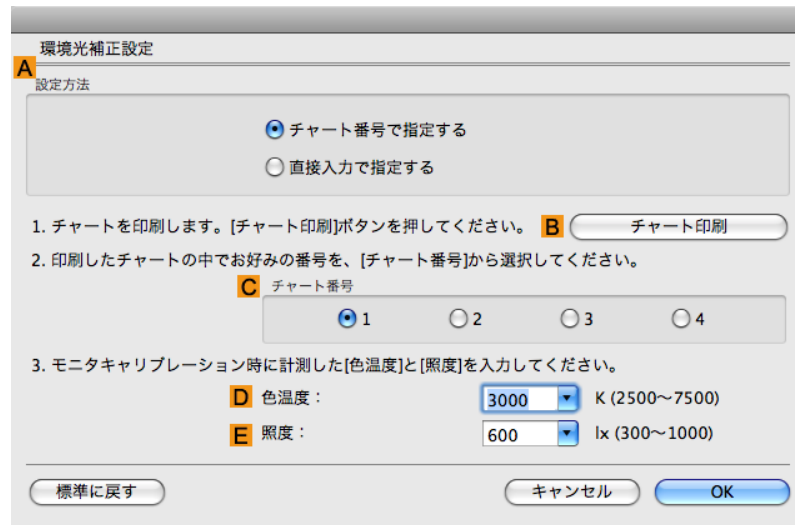 環境光補正設定
A
設定方法
チャート番号で指定する
直接入力で指定する
1. チャートを印刷します。[チャート印刷]ボタンを押してください。 B チャート印刷
2. 印刷したチャートの中でお好みの番号を、[チャート番号]から選択してください。
C チャート番号
1 2 3 4
3. モニタキャリブレーション時に計測した[色温度]と[照度]を入力してください。
D 色温度： 3000 K (2500～7500)
E 照度： 600 lx (300～1000)
標準に戻す キャンセル OK